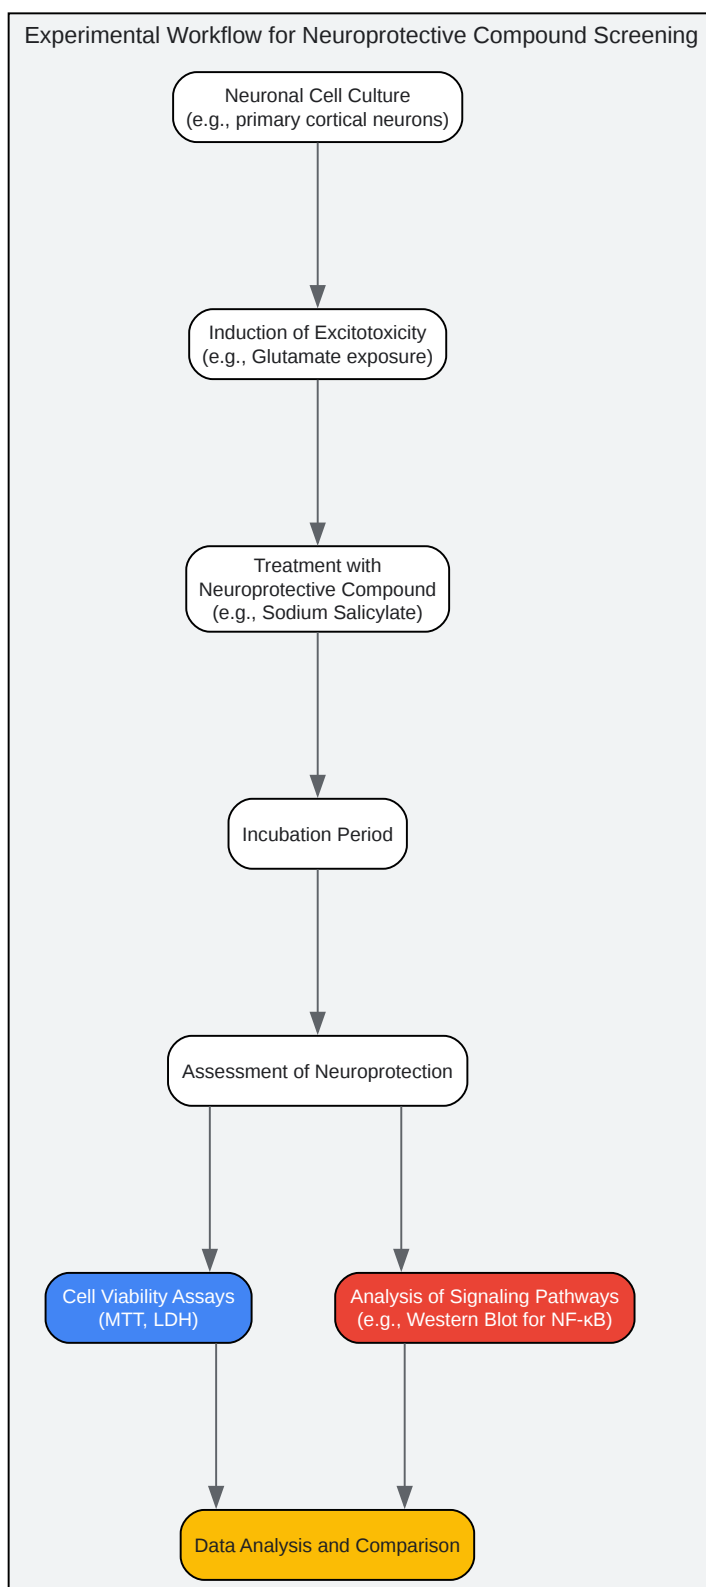 Experimental Workflow for Neuroprotective Compound Screening
Neuronal Cell Culture
(e.g., primary cortical neurons)
Induction of Excitotoxicity
(e.g., Glutamate exposure)
Treatment with
Neuroprotective Compound
(e.g., Sodium Salicylate)
Incubation Period
Assessment of Neuroprotection
Cell Viability Assays
(MTT, LDH)
Analysis of Signaling Pathways
(e.g., Western Blot for NF-κB)
Data Analysis and Comparison